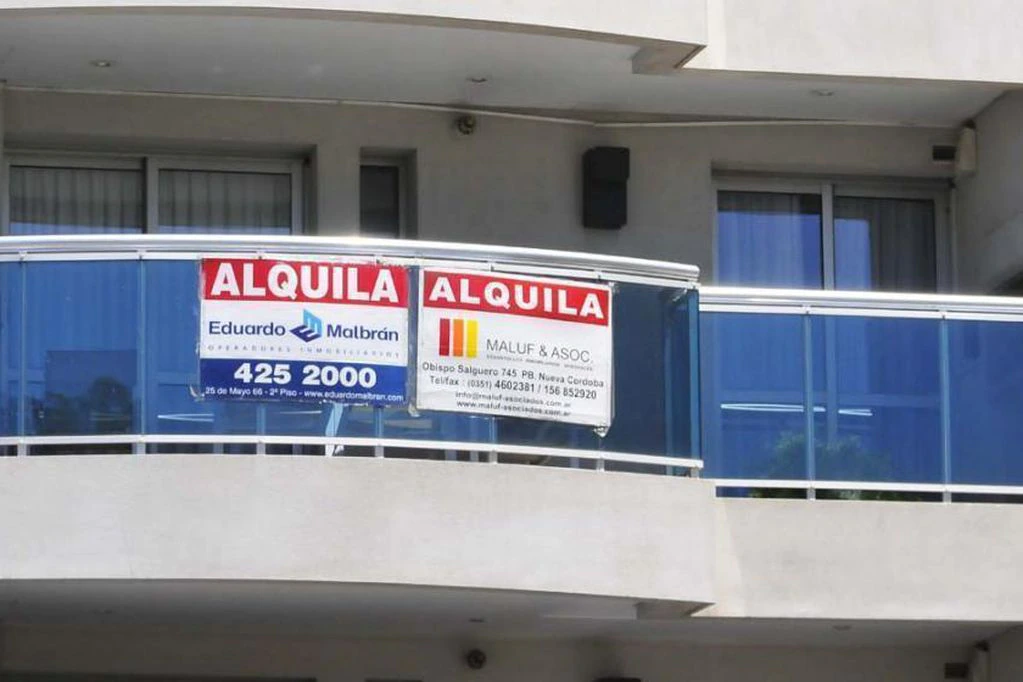 ALQUILA
Eduardo Malbrán
OPERADORES INMOBILIARIOS
425 2000
25 de Mayo 66 - 2º Piso - www.eduardomalbran.com
ALQUILA
MALUF & ASOC.
Obispo Salguero 745 PB. Nueva Cordoba
Tel/fax : (0351) 4602381 / 156 852920
info@maluf-asociados.com.ar
www.maluf-asociados.com.ar